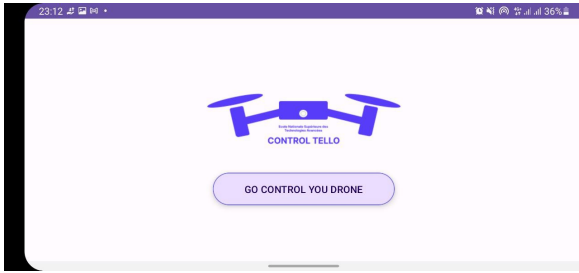 23:12
36%
Ecole Nationale Supérieure des
Technologies Avancées
CONTROL TELLO
GO CONTROL YOU DRONE